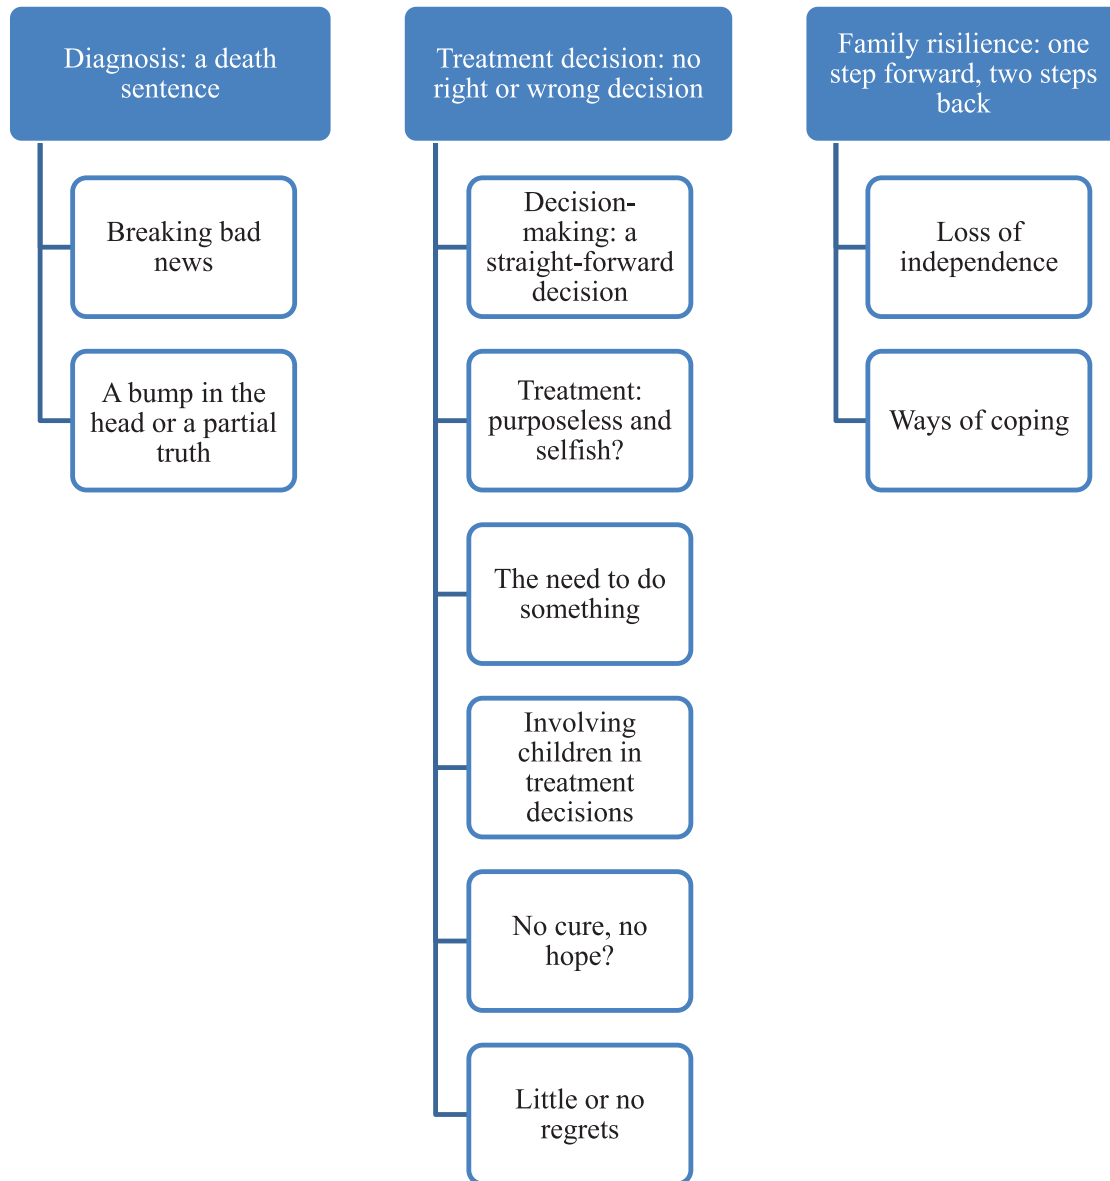 Diagnosis: a death
sentence
Breaking bad
news
A bump in the
head or a partial
truth
Treatment decision: no
right or wrong decision
Decision-
making: a
straight-forward
decision
Treatment:
purposeless and
selfish?
The need to do
something
Involving
children in
treatment
decisions
No cure, no
hope?
Little or no
regrets
Family risilience: one
step forward, two steps
back
Loss of
independence
Ways of coping